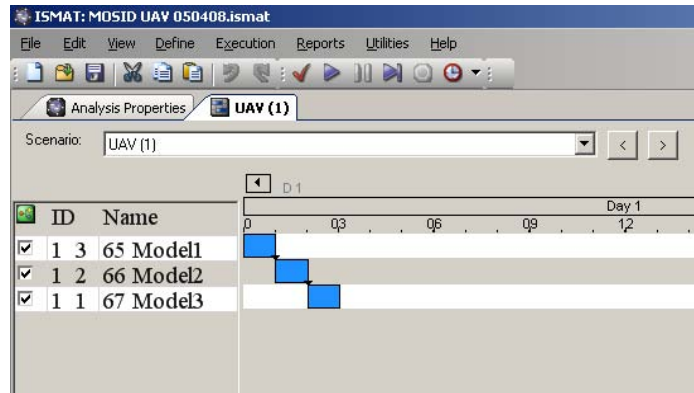 ISMAT: MOSID UAV 050408.ismat
File Edit View Define Execution Reports Utilities Help
Analysis Properties UAV (1)
Scenario: UAV (1) < >
D 1
Day 1
ID Name 0 03 06 09 12
1 3 65 Model1
1 2 66 Model2
1 1 67 Model3